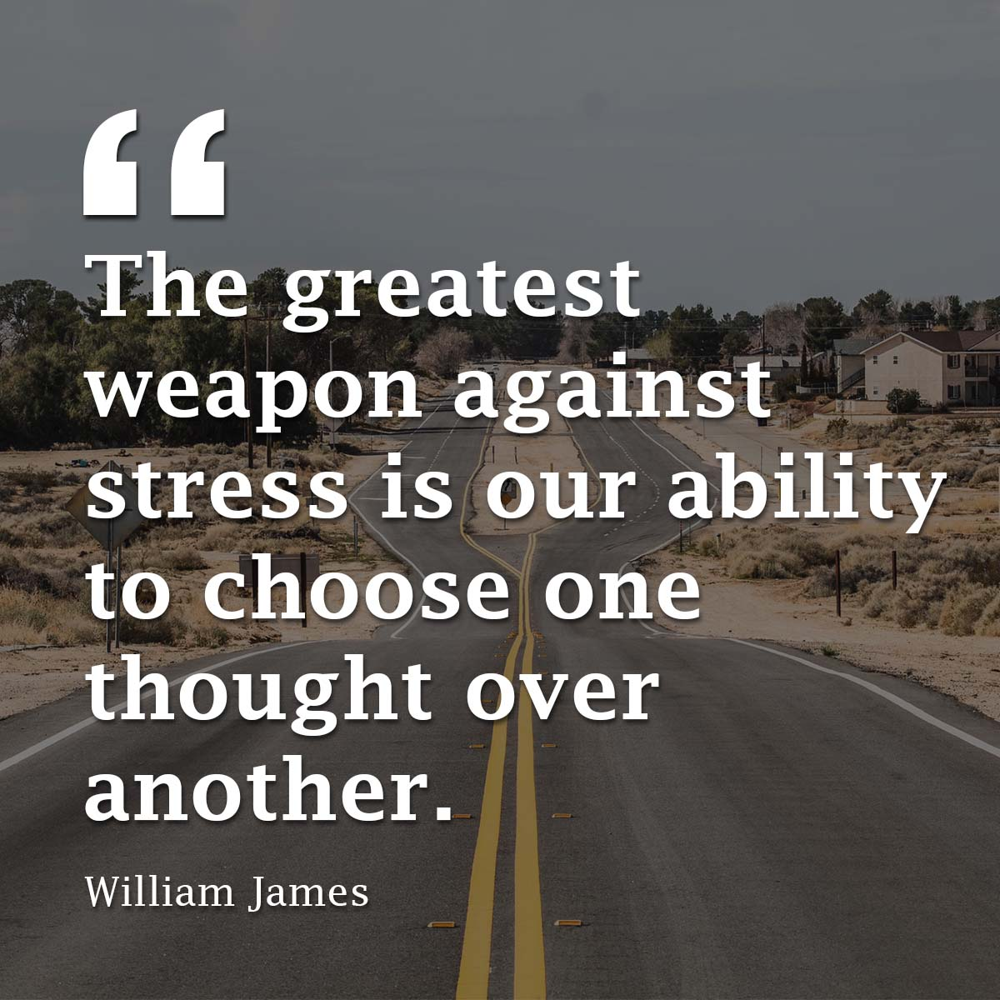 “
The greatest
weapon against
stress is our ability
to choose one
thought over
another.
William James